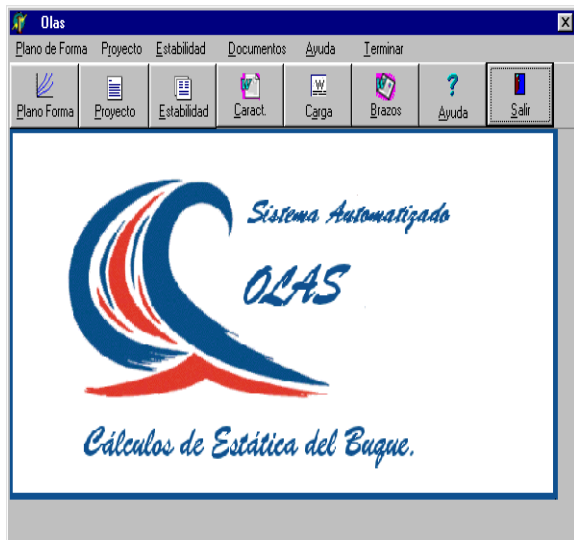 Olas
Plano de Forma Proyecto Estabilidad Documentos Ayuda Terminar
Plano Forma Proyecto Estabilidad Caract. Carga Brazos Ayuda Salir
Sistema Automatizado
OLAS
Cálculos de Estática del Buque.